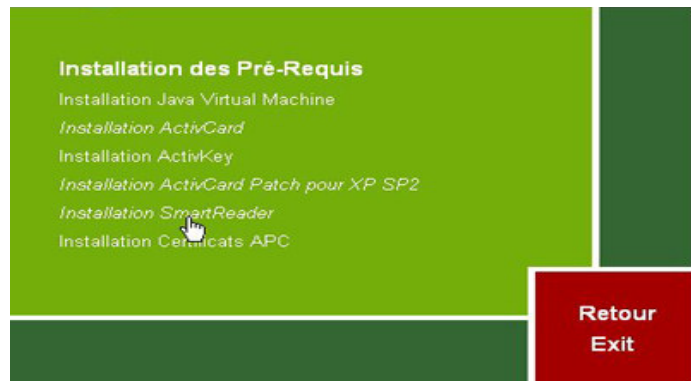 Installation des Pré-Requis
Installation Java Virtual Machine
Installation ActivCard
Installation ActivKey
Installation ActivCard Patch pour XP SP2
Installation SmartReader
Installation Certificats APC
Retour
Exit